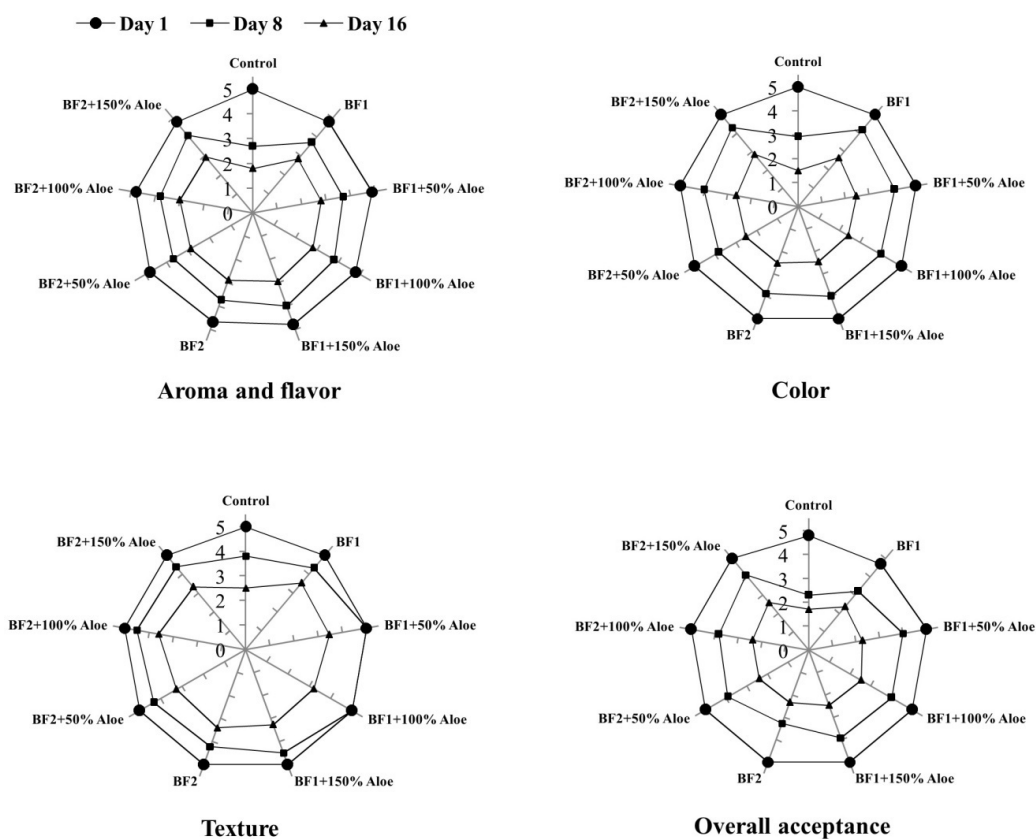 Day 1 Day 8 Day 16
Control
BF1
BF1+50% Aloe
BF1+100% Aloe
BF1+150% Aloe
BF2
BF2+50% Aloe
BF2+100% Aloe
BF2+150% Aloe
5
4
3
2
1
0
Aroma and flavor
Control
BF1
BF1+50% Aloe
BF1+100% Aloe
BF1+150% Aloe
BF2
BF2+50% Aloe
BF2+100% Aloe
BF2+150% Aloe
5
4
3
2
1
0
Color
Control
BF1
BF1+50% Aloe
BF1+100% Aloe
BF1+150% Aloe
BF2
BF2+50% Aloe
BF2+100% Aloe
BF2+150% Aloe
5
4
3
2
1
0
Texture
Control
BF1
BF1+50% Aloe
BF1+100% Aloe
BF1+150% Aloe
BF2
BF2+50% Aloe
BF2+100% Aloe
BF2+150% Aloe
5
4
3
2
1
0
Overall acceptance